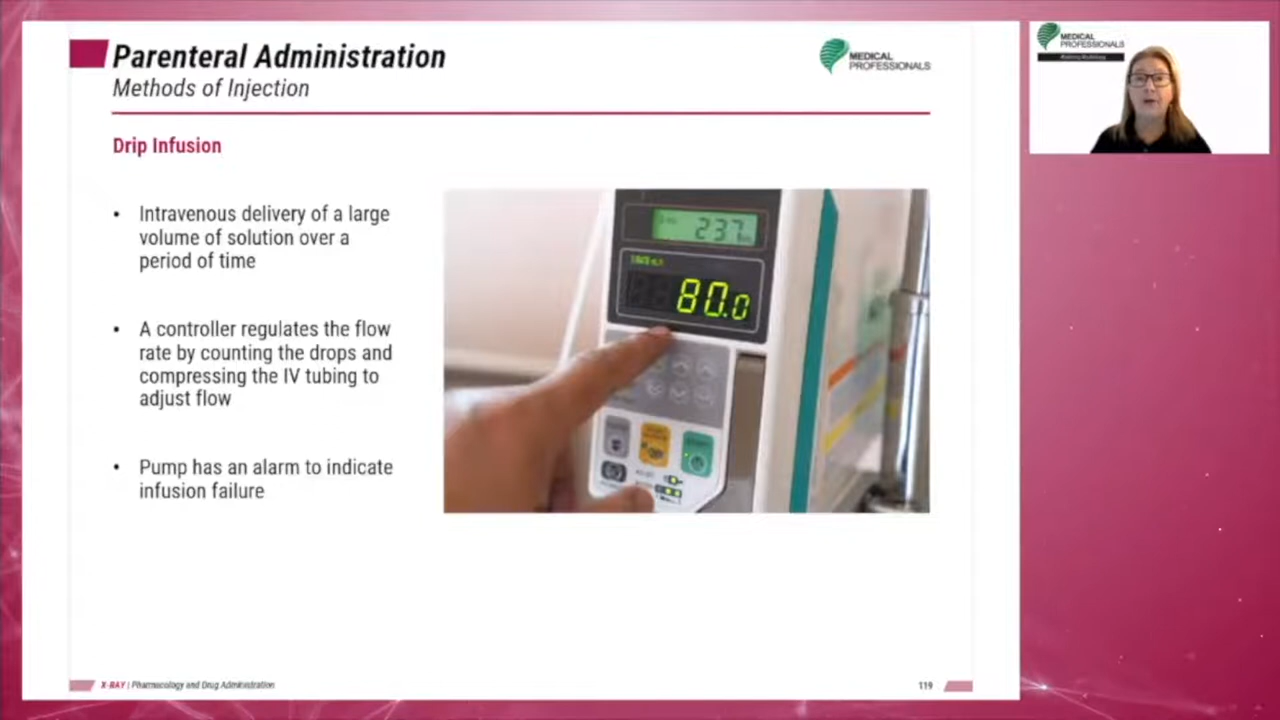 Parenteral Administration
Methods of Injection
MEDICAL
PROFESSIONALS
Drip Infusion
• Intravenous delivery of a large
volume of solution over a
period of time
• A controller regulates the flow
rate by counting the drops and
compressing the IV tubing to
adjust flow
• Pump has an alarm to indicate
infusion failure
237
80.0
X-RAY | Pharmacology and Drug Administration
119
MEDICAL
PROFESSIONALS